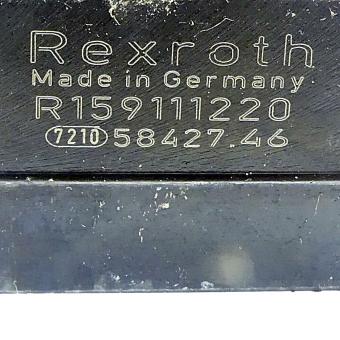 Rexroth
Made in Germany
R159111220
7210 58427.46